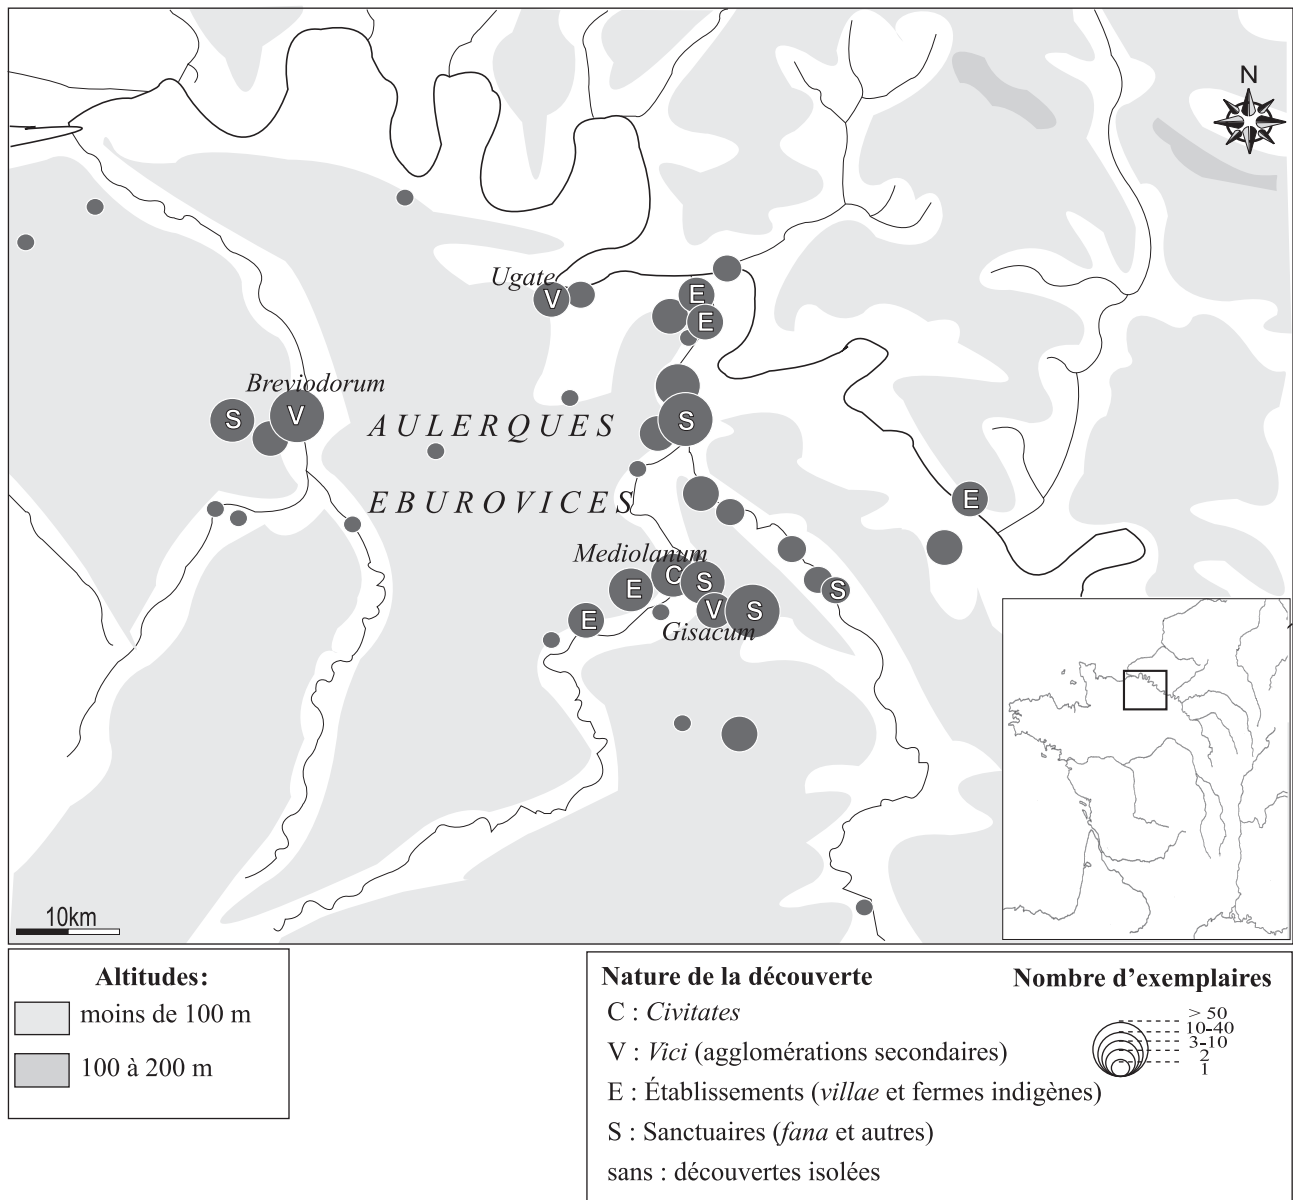 N
Ugate
V
E
E
Breviodorum
S
V
AULERQUES
S
EBUROVICES
E
Mediolanum
E
C
S
S
E
V
S
Gisacum
10km
Altitudes:
moins de 100 m
100 à 200 m
Nature de la découverte
C : Civitates
V : Vici (agglomérations secondaires)
E : Établissements (villae et fermes indigènes)
S : Sanctuaires (fana et autres)
sans : découvertes isolées
Nombre d'exemplaires
> 50
10-40
3-10
2
1